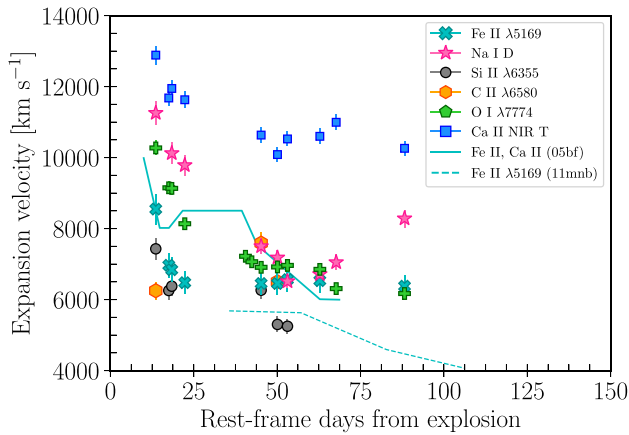 14000
12000
10000
8000
6000
4000
Expansion velocity [km s⁻¹]
0
25
50
75
100
125
150
Rest-frame days from explosion
Fe II λ5169
Na I D
Si II λ6355
C II λ6580
O I λ7774
Ca II NIR T
Fe II, Ca II (05bf)
Fe II λ5169 (11mnb)